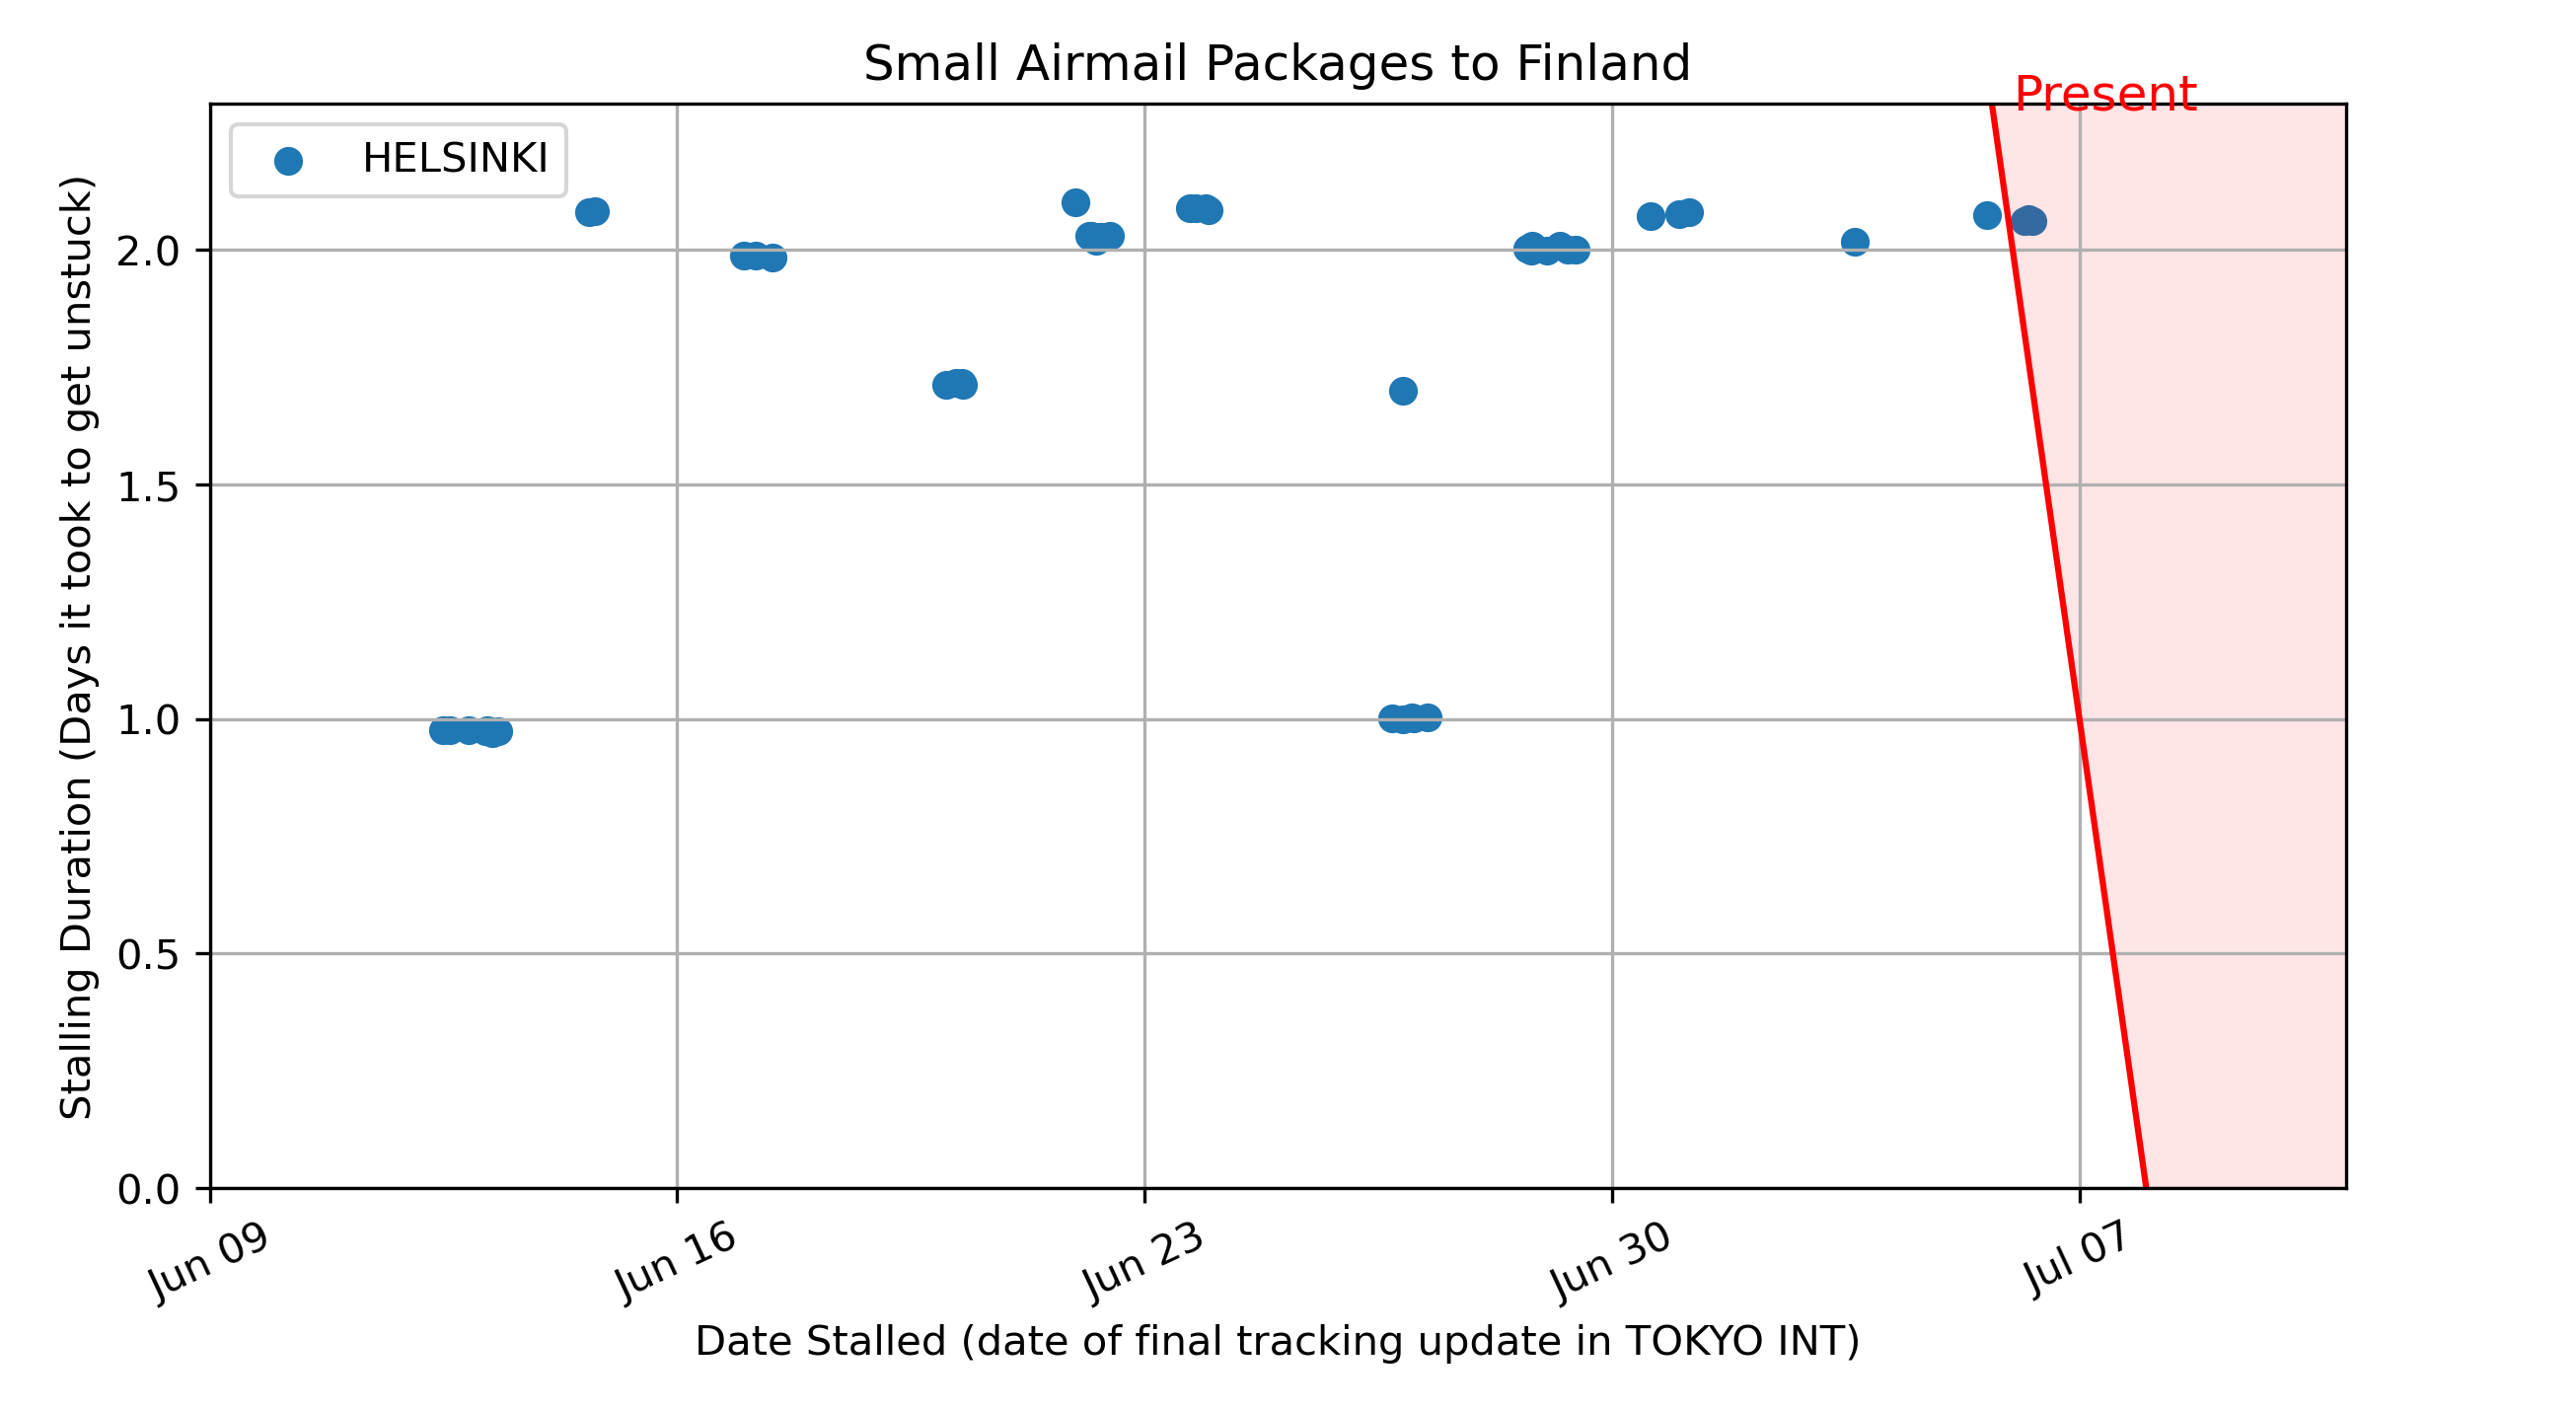 Small Airmail Packages to Finland
Present
HELSINKI
Stalling Duration (Days it took to get unstuck)
2.0
1.5
1.0
0.5
0.0
Jun 09
Jun 16
Jun 23
Jun 30
Jul 07
Date Stalled (date of final tracking update in TOKYO INT)